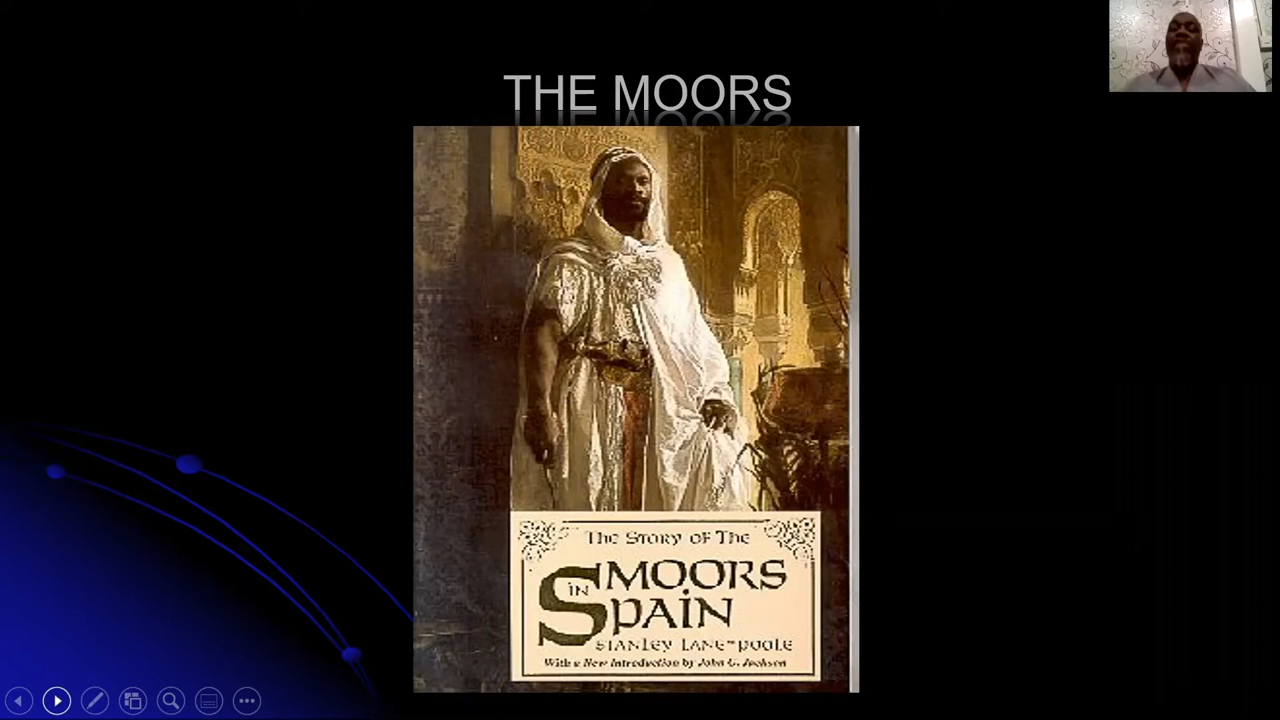 THE MOORS
The Story of The
MOORS
in
SPAIN
STANLEY LANE-POOLE
With a New Introduction by John G. Jackson